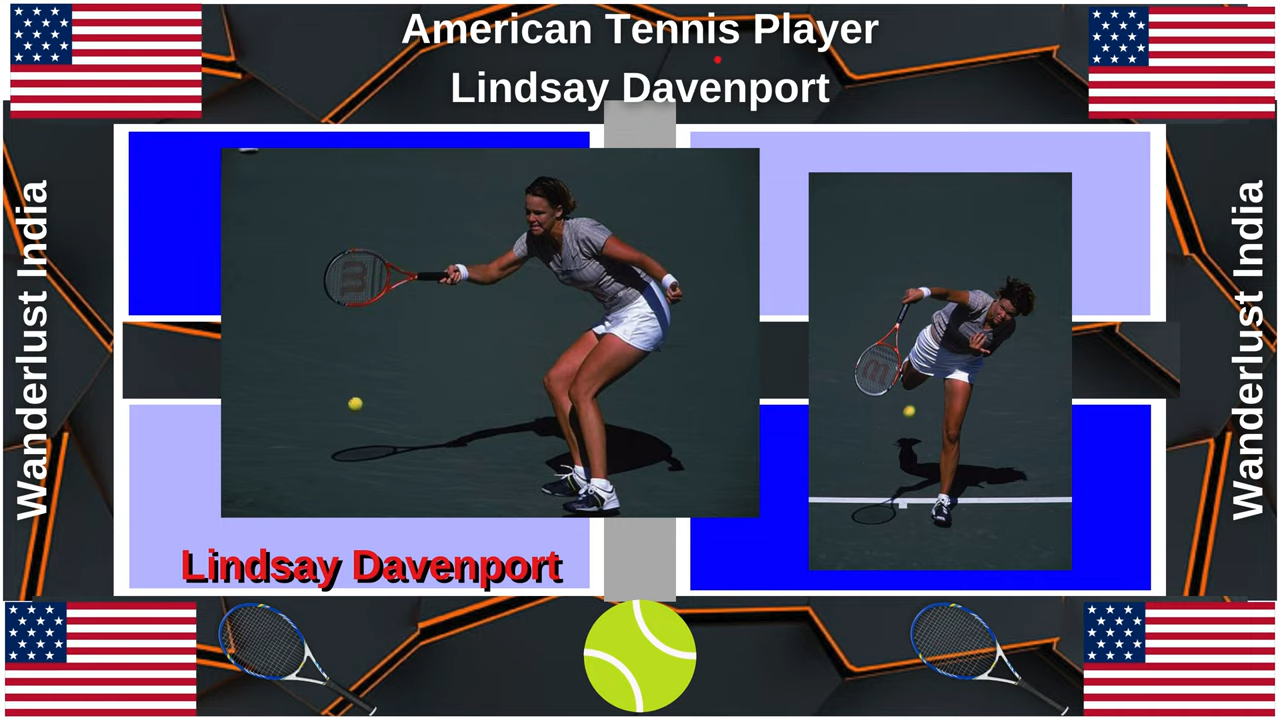 American Tennis Player
Lindsay Davenport
Wanderlust India
Wanderlust India
Lindsay Davenport